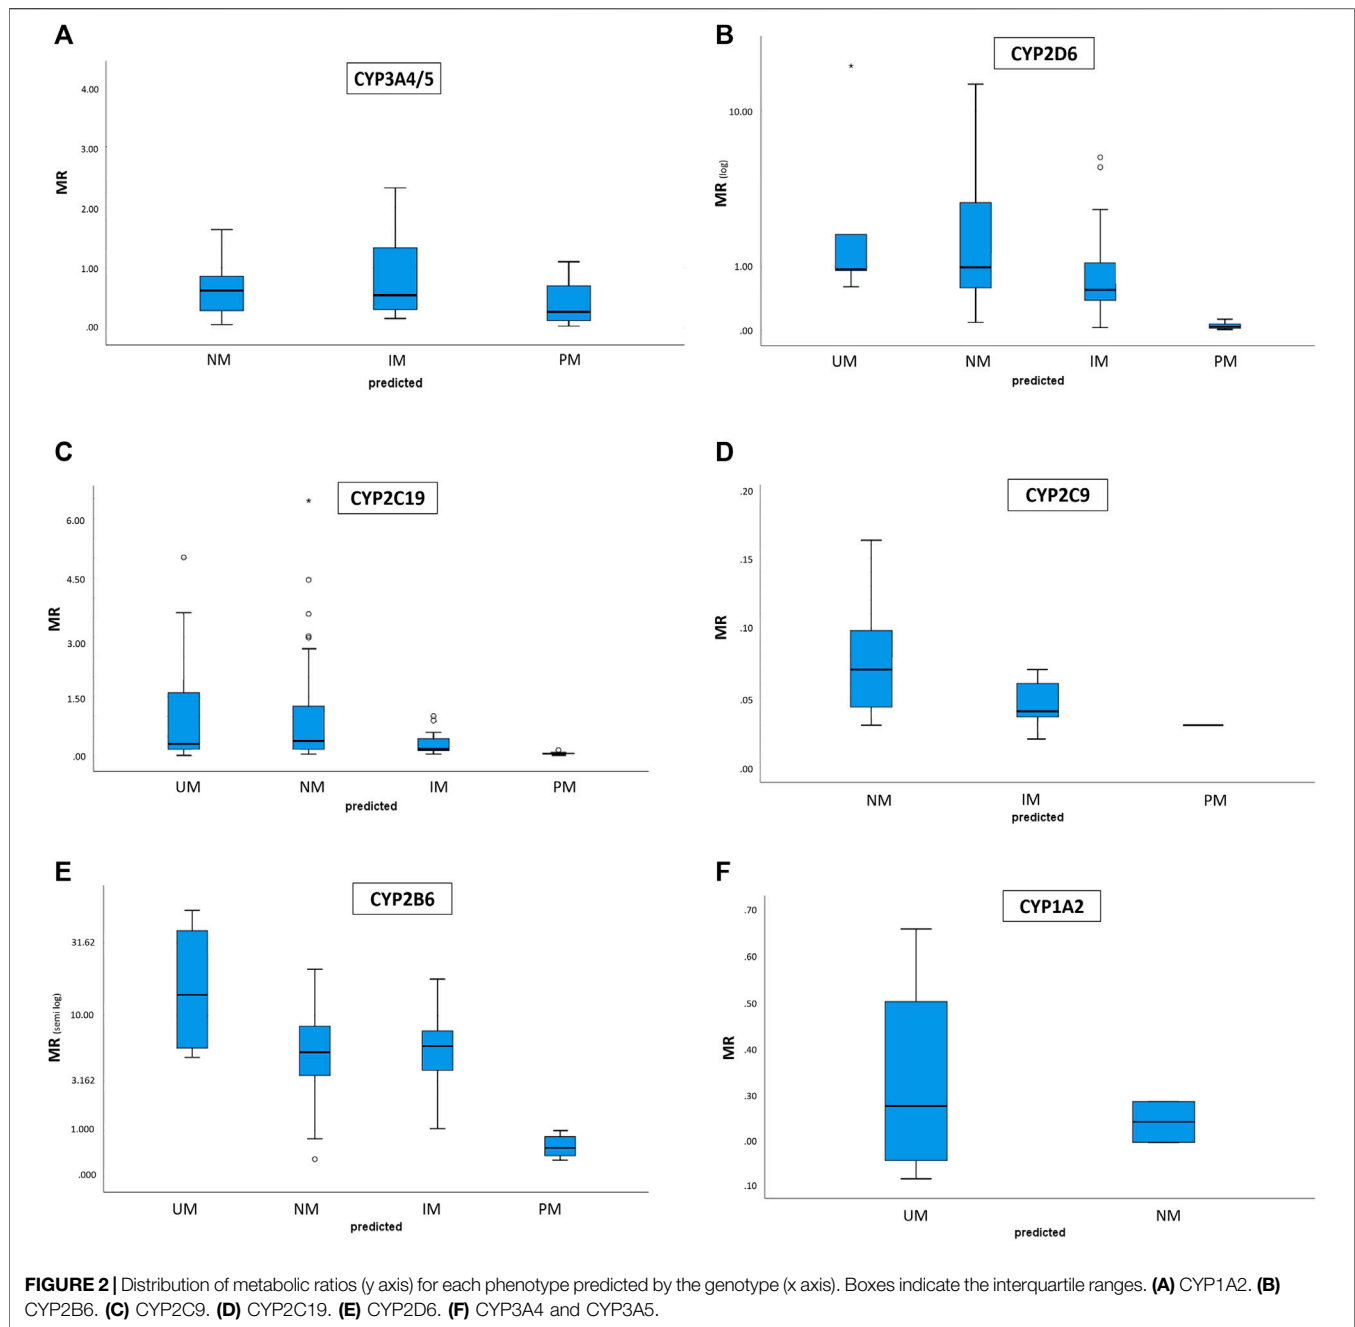 A
CYP3A4/5
4.00
3.00
2.00
1.00
.00
MR
NM IM PM
predicted
B
CYP2D6
10.00
1.00
.00
MR (log)
UM NM IM PM
predicted
C
CYP2C19
6.00
4.50
3.00
1.50
.00
MR
UM NM IM PM
predicted
D
CYP2C9
.20
.15
.10
.05
.00
MR
NM IM PM
predicted
E
CYP2B6
31.62
10.00
3.162
1.000
.000
MR (semi log)
UM NM IM PM
predicted
F
CYP1A2
.70
.60
.50
.40
.30
.00
.10
MR
UM NM
predicted
FIGURE 2 | Distribution of metabolic ratios (y axis) for each phenotype predicted by the genotype (x axis). Boxes indicate the interquartile ranges. (A) CYP1A2. (B)
CYP2B6. (C) CYP2C9. (D) CYP2C19. (E) CYP2D6. (F) CYP3A4 and CYP3A5.